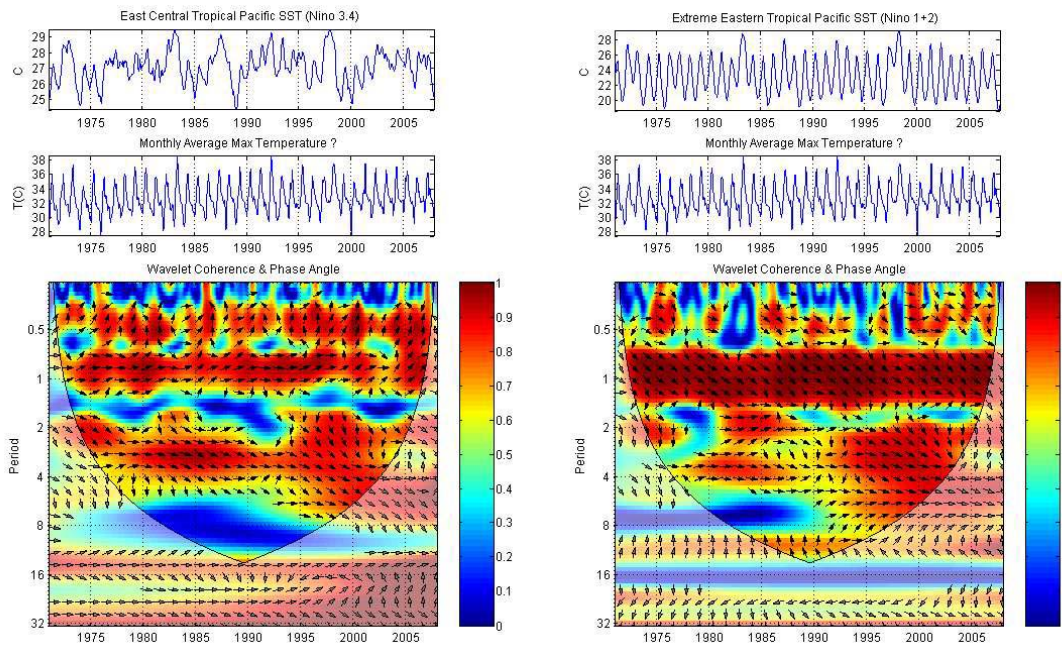 East Central Tropical Pacific SST (Nino 3.4)
29
28
27
26
25
C
1975 1980 1985 1990 1995 2000 2005
Monthly Average Max Temperature ?
38
36
34
32
30
28
T(C)
1975 1980 1985 1990 1995 2000 2005
Wavelet Coherence & Phase Angle
0.5
1
2
4
8
16
32
Period
1975 1980 1985 1990 1995 2000 2005
1
0.9
0.8
0.7
0.6
0.5
0.4
0.3
0.2
0.1
0
Extreme Eastern Tropical Pacific SST (Nino 1+2)
28
26
24
22
20
C
1975 1980 1985 1990 1995 2000 2005
Monthly Average Max Temperature ?
38
36
34
32
30
28
T(C)
1975 1980 1985 1990 1995 2000 2005
Wavelet Coherence & Phase Angle
0.5
1
2
4
8
16
32
Period
1975 1980 1985 1990 1995 2000 2005